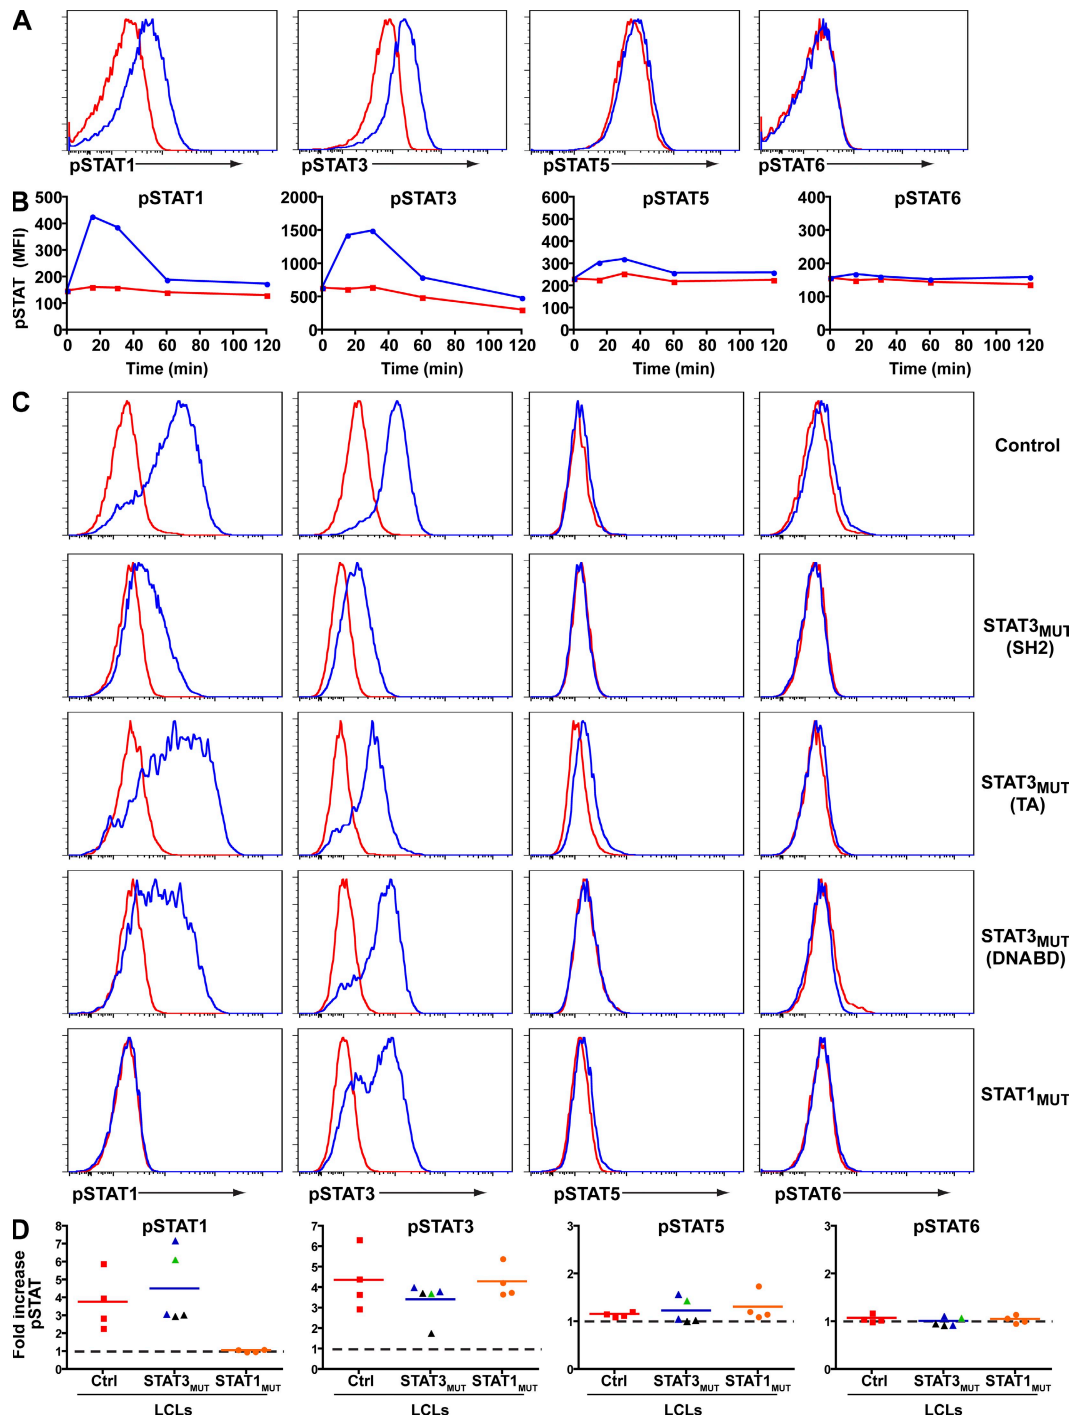 A
pSTAT1
pSTAT3
pSTAT5
pSTAT6
B
pSTAT1
pSTAT3
pSTAT5
pSTAT6
pSTAT (MFI)
500
400
300
200
100
0
2000
1500
1000
500
0
600
500
400
300
200
100
0
400
300
200
100
0
0 20 40 60 80 100 120
0 20 40 60 80 100 120
0 20 40 60 80 100 120
0 20 40 60 80 100 120
Time (min)
Time (min)
Time (min)
Time (min)
C
Control
STAT3MUT
(SH2)
STAT3MUT
(TA)
STAT3MUT
(DNABD)
STAT1MUT
pSTAT1
pSTAT3
pSTAT5
pSTAT6
D
pSTAT1
pSTAT3
pSTAT5
pSTAT6
Fold increase
pSTAT
8
7
6
5
4
3
2
1
0
7
6
5
4
3
2
1
0
3
2
1
0
3
2
1
0
Ctrl STAT3MUT STAT1MUT
Ctrl STAT3MUT STAT1MUT
Ctrl STAT3MUT STAT1MUT
Ctrl STAT3MUT STAT1MUT
LCLs
LCLs
LCLs
LCLs